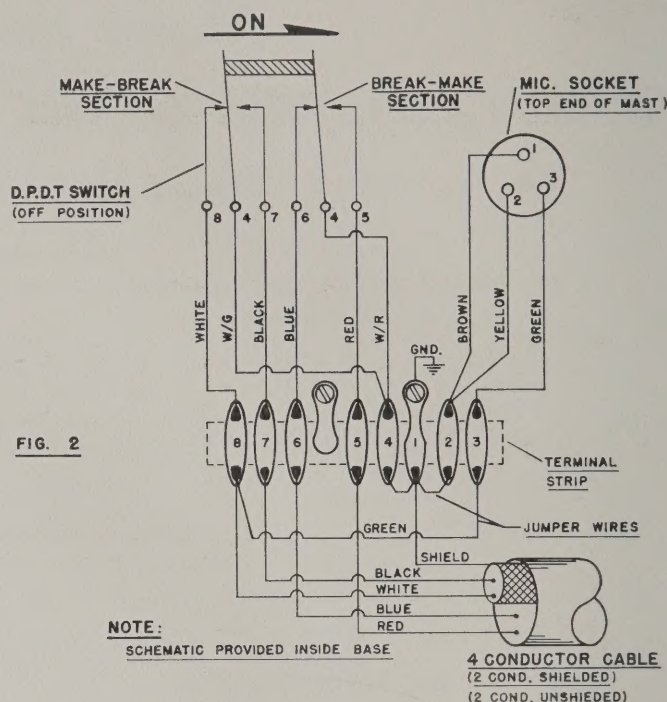 ON
MAKE-BREAK
SECTION
BREAK-MAKE
SECTION
MIC. SOCKET
(TOP END OF MAST)
1
2
3
D.P.D.T SWITCH
(OFF POSITION)
8 4 7 6 4 5
WHITE
W/G
BLACK
BLUE
RED
W/R
BROWN
YELLOW
GREEN
GND.
FIG. 2
8 7 6 5 4 1 2 3
TERMINAL
STRIP
JUMPER WIRES
GREEN
SHIELD
BLACK
WHITE
BLUE
RED
NOTE:
SCHEMATIC PROVIDED INSIDE BASE
4 CONDUCTOR CABLE
(2 COND. SHIELDED)
(2 COND. UNSHIEDED)